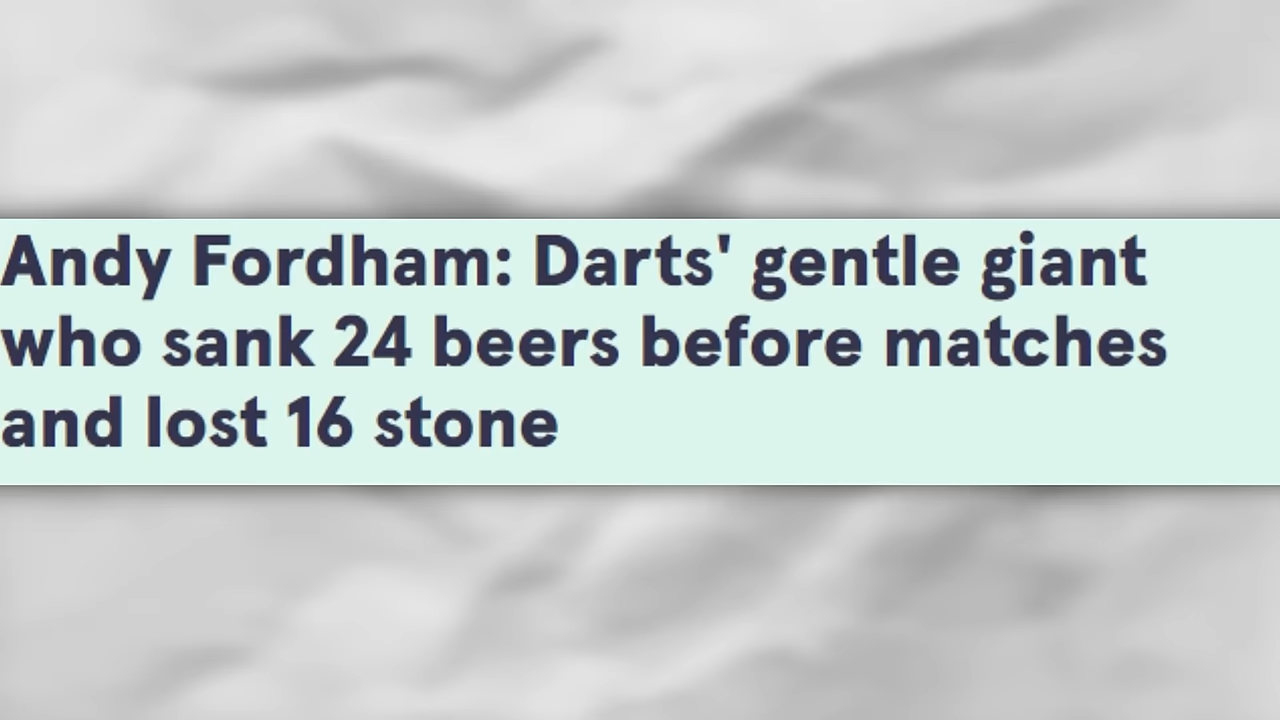 Andy Fordham: Darts' gentle giant
who sank 24 beers before matches
and lost 16 stone